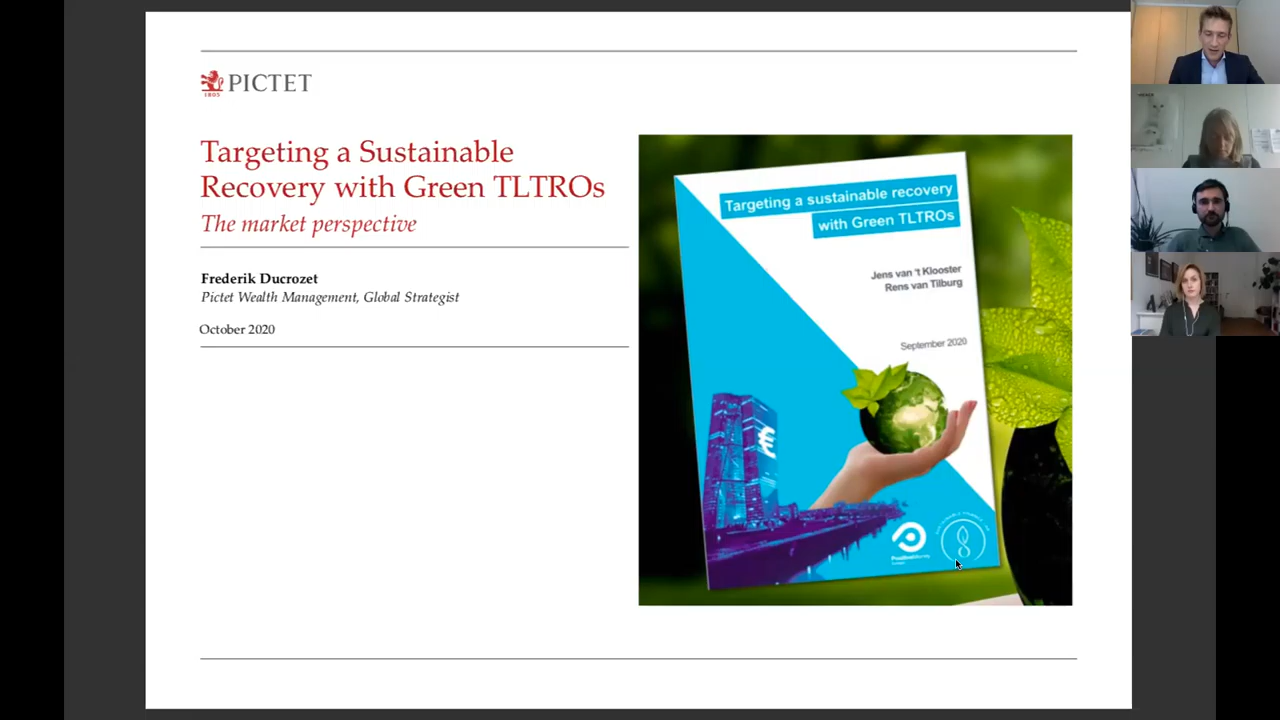 PICTET
1805
Targeting a Sustainable
Recovery with Green TLTROs
The market perspective
Frederik Ducrozet
Pictet Wealth Management, Global Strategist
October 2020
Targeting a sustainable recovery
with Green TLTROs
Jens van 't Klooster
Rens van Tilburg
September 2020
€